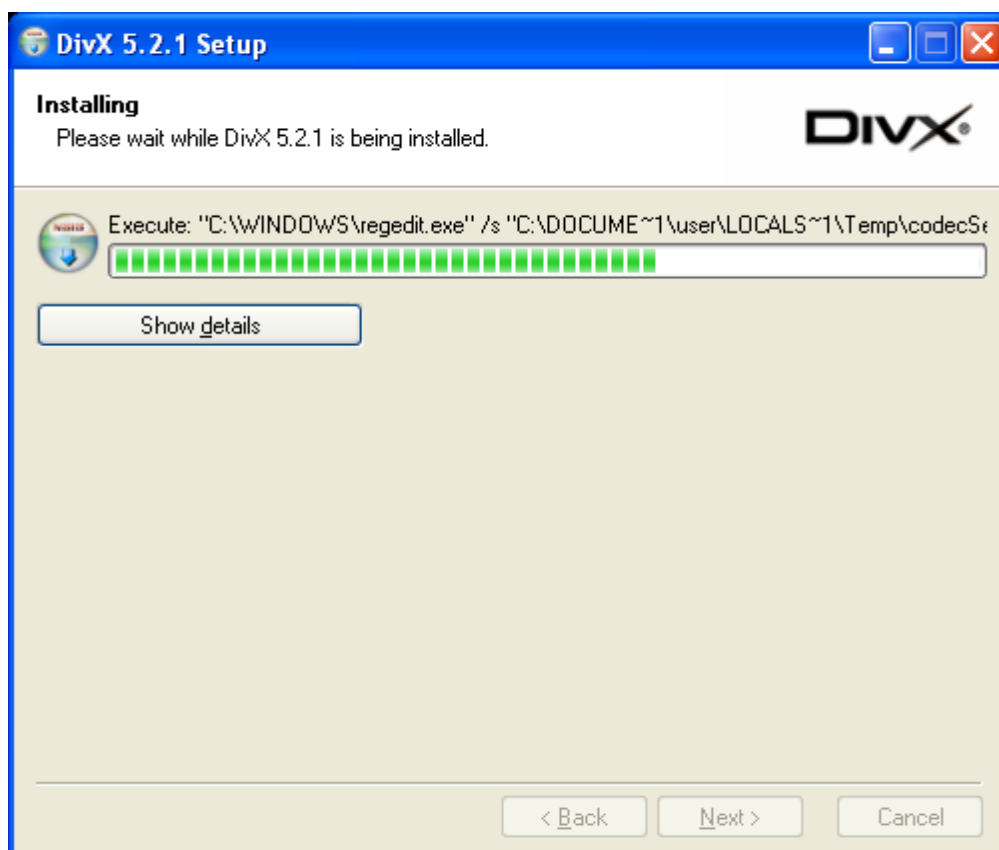 DivX 5.2.1 Setup
Installing
Please wait while DivX 5.2.1 is being installed.
DIVX®
Execute: "C:\WINDOWS\regedit.exe" /s "C:\DOCUME~1\user\LOCALS~1\Temp\codecSe
Show details
< Back
Next >
Cancel